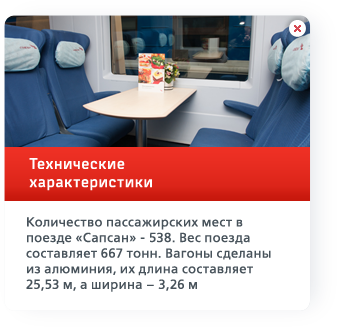 Технические
характеристики
Количество пассажирских мест в
поезде «Сапсан» - 538. Вес поезда
составляет 667 тонн. Вагоны сделаны
из алюминия, их длина составляет
25,53 м, а ширина – 3,26 м